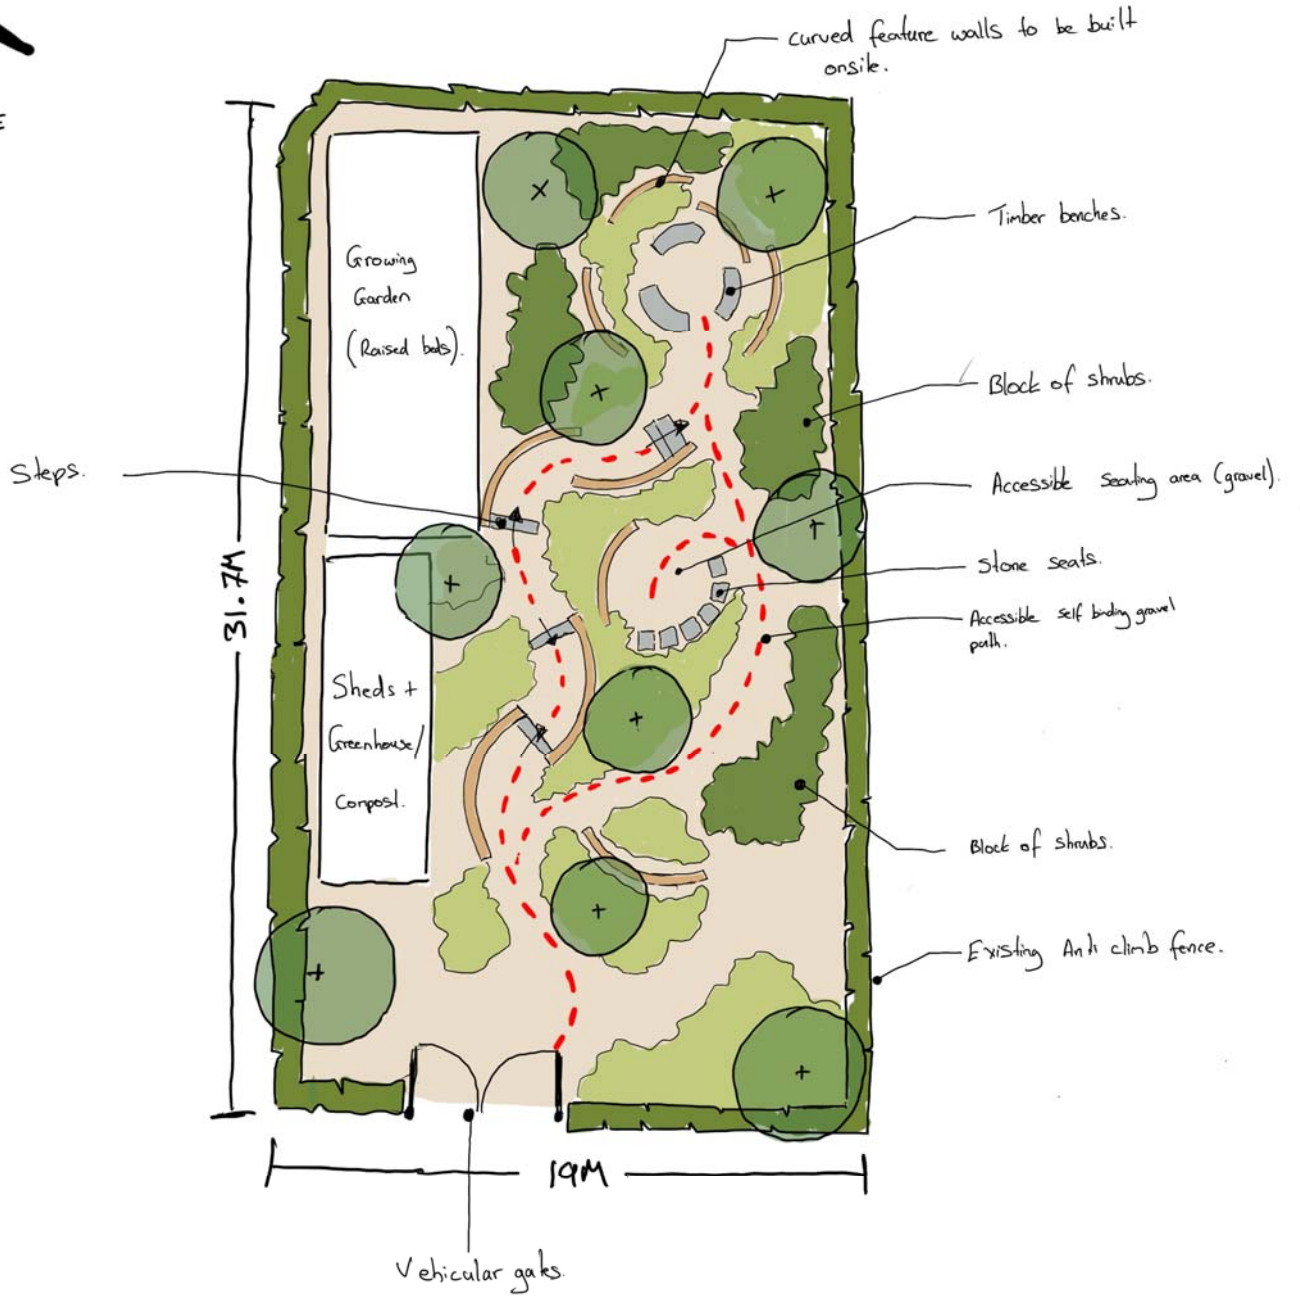 curved feature walls to be built
onsite.
E
Timber benches.
Growing
Garden
(Raised beds).
Block of shrubs.
Steps.
Accessible seating area (gravel).
Stone seats.
Accessible self binding gravel
path.
31.7M
Sheds +
Greenhouse/
Compost.
Block of shrubs.
Existing Anti climb fence.
19M
Vehicular gates.